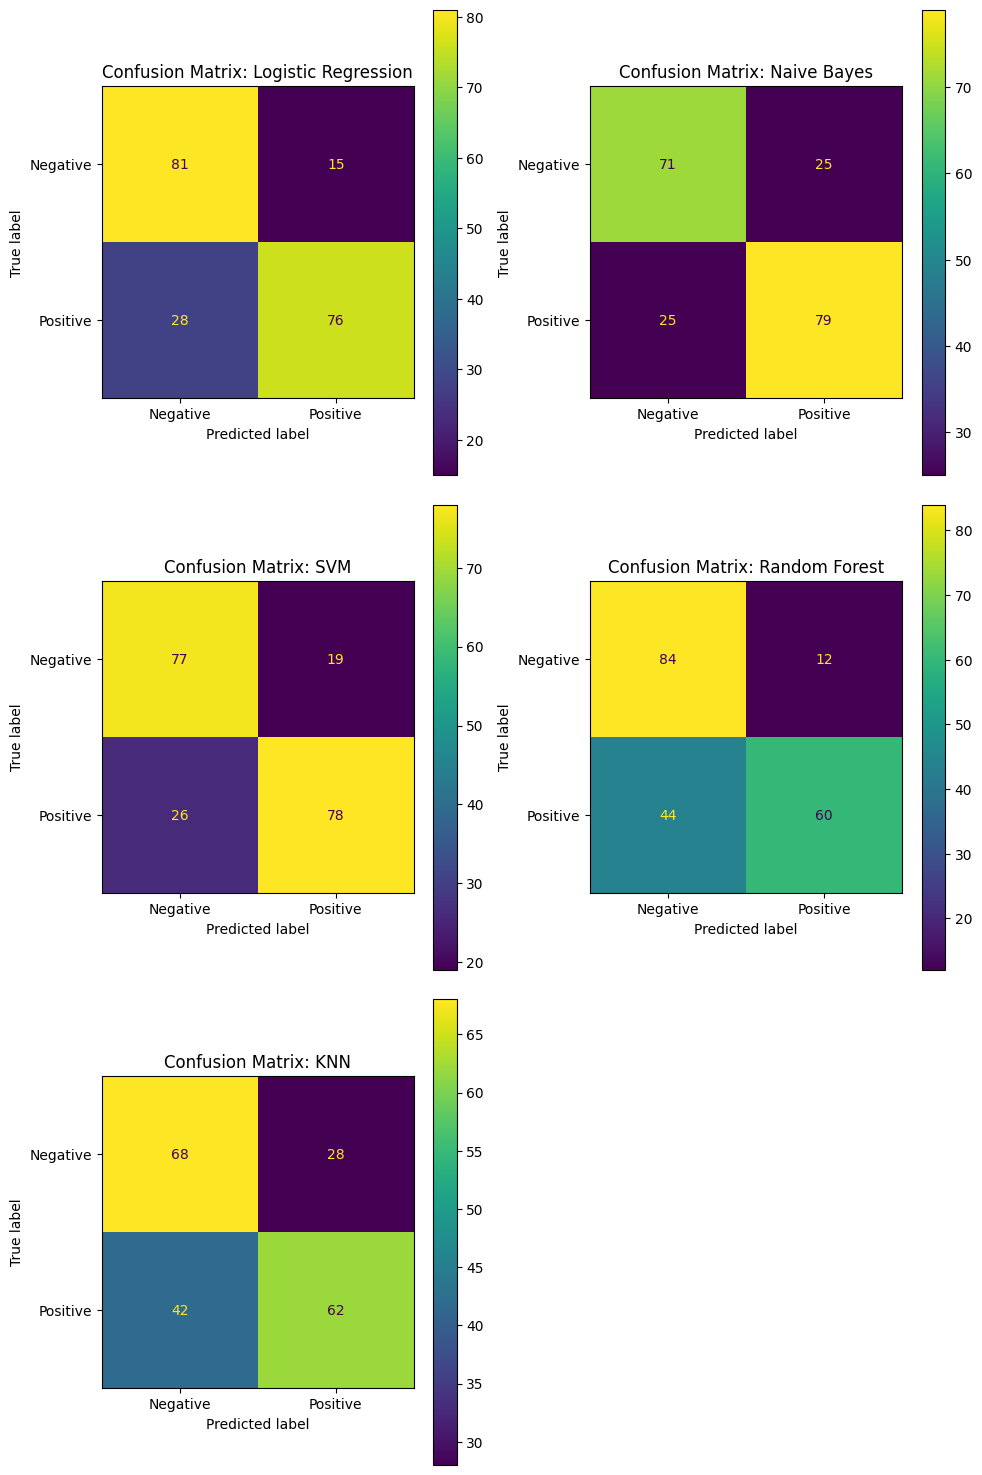 Confusion Matrix: Logistic Regression
True label
Negative
Positive
81 15
28 76
Negative Positive
Predicted label
80
70
60
50
40
30
20
Confusion Matrix: Naive Bayes
True label
Negative
Positive
71 25
25 79
Negative Positive
Predicted label
70
60
50
40
30
Confusion Matrix: SVM
True label
Negative
Positive
77 19
26 78
Negative Positive
Predicted label
70
60
50
40
30
20
Confusion Matrix: Random Forest
True label
Negative
Positive
84 12
44 60
Negative Positive
Predicted label
80
70
60
50
40
30
20
Confusion Matrix: KNN
True label
Negative
Positive
68 28
42 62
Negative Positive
Predicted label
65
60
55
50
45
40
35
30